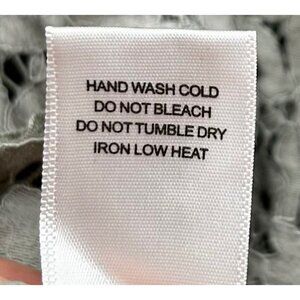 HAND WASH COLD
DO NOT BLEACH
DO NOT TUMBLE DRY
IRON LOW HEAT